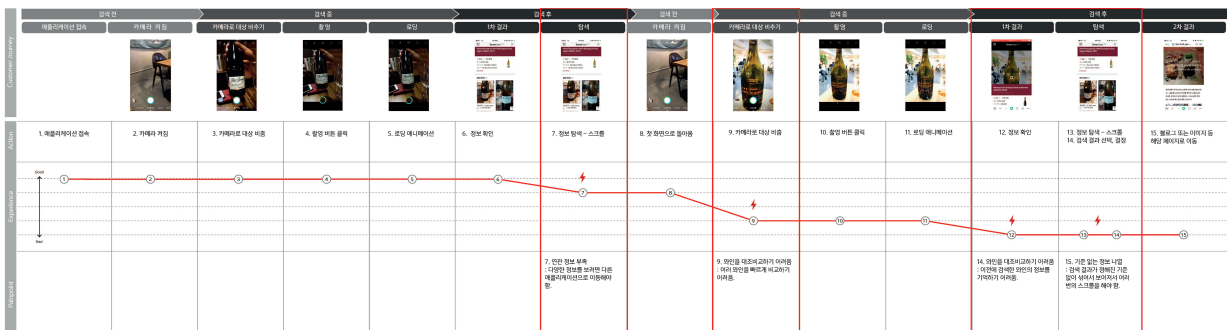 검색 전
검색 중
검색 후
검색 전
검색 중
검색 후
애플리케이션 접속
카메라 켜짐
카메라로 대상 비추기
촬영
로딩
1차 결과
탐색
카메라 켜짐
카메라로 대상 비추기
촬영
로딩
1차 결과
탐색
2차 결과
Customer Journey
Action
1. 애플리케이션 접속
2. 카메라 켜짐
3. 카메라로 대상 비춤
4. 촬영 버튼 클릭
5. 로딩 애니메이션
6. 정보 확인
7. 정보 탐색 – 스크롤
8. 첫 화면으로 돌아옴
9. 카메라로 대상 비춤
10. 촬영 버튼 클릭
11. 로딩 애니메이션
12. 정보 확인
13. 정보 탐색 – 스크롤
14. 검색 결과 선택, 결정
15. 블로그 또는 이미지 등
해당 페이지로 이동
Experience
Good
Bad
1
2
3
4
5
6
7
8
9
10
11
12
13
14
15
Painpoint
7. 연관 정보 부족
: 다양한 정보를 보려면 다른
애플리케이션으로 이동해야
함.
9. 와인을 대조비교하기 어려움
: 여러 와인을 빠르게 비교하기
어려움.
14. 와인을 대조비교하기 어려움
: 이전에 검색한 와인의 정보를
기억하기 어려움.
15. 기준 없는 정보 나열
: 검색 결과가 정해진 기준
없이 섞여서 보여져서 여러
번의 스크롤을 해야 함.